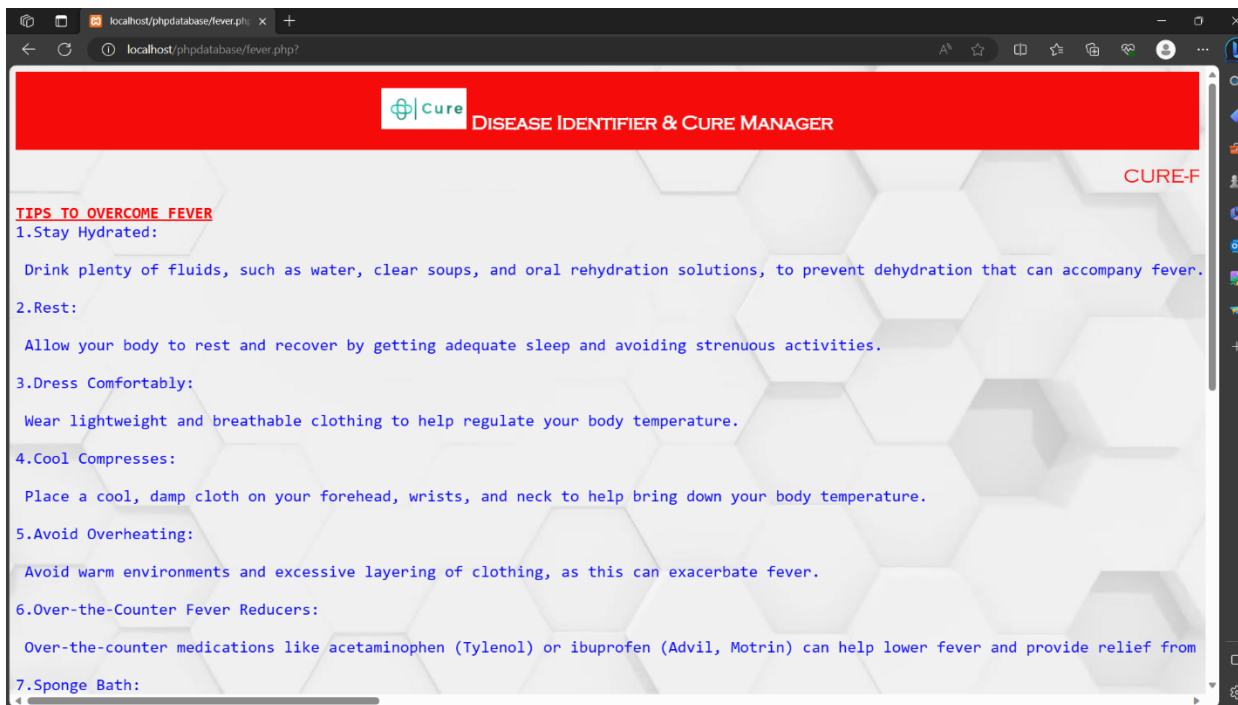 localhost/phpdatabase/fever.ph
localhost/phpdatabase/fever.php?
Cure
DISEASE IDENTIFIER & CURE MANAGER
CURE-F
TIPS TO OVERCOME FEVER
1.Stay Hydrated:
Drink plenty of fluids, such as water, clear soups, and oral rehydration solutions, to prevent dehydration that can accompany fever.
2.Rest:
Allow your body to rest and recover by getting adequate sleep and avoiding strenuous activities.
3.Dress Comfortably:
Wear lightweight and breathable clothing to help regulate your body temperature.
4.Cool Compresses:
Place a cool, damp cloth on your forehead, wrists, and neck to help bring down your body temperature.
5.Avoid Overheating:
Avoid warm environments and excessive layering of clothing, as this can exacerbate fever.
6.Over-the-Counter Fever Reducers:
Over-the-counter medications like acetaminophen (Tylenol) or ibuprofen (Advil, Motrin) can help lower fever and provide relief from
7.Sponge Bath: